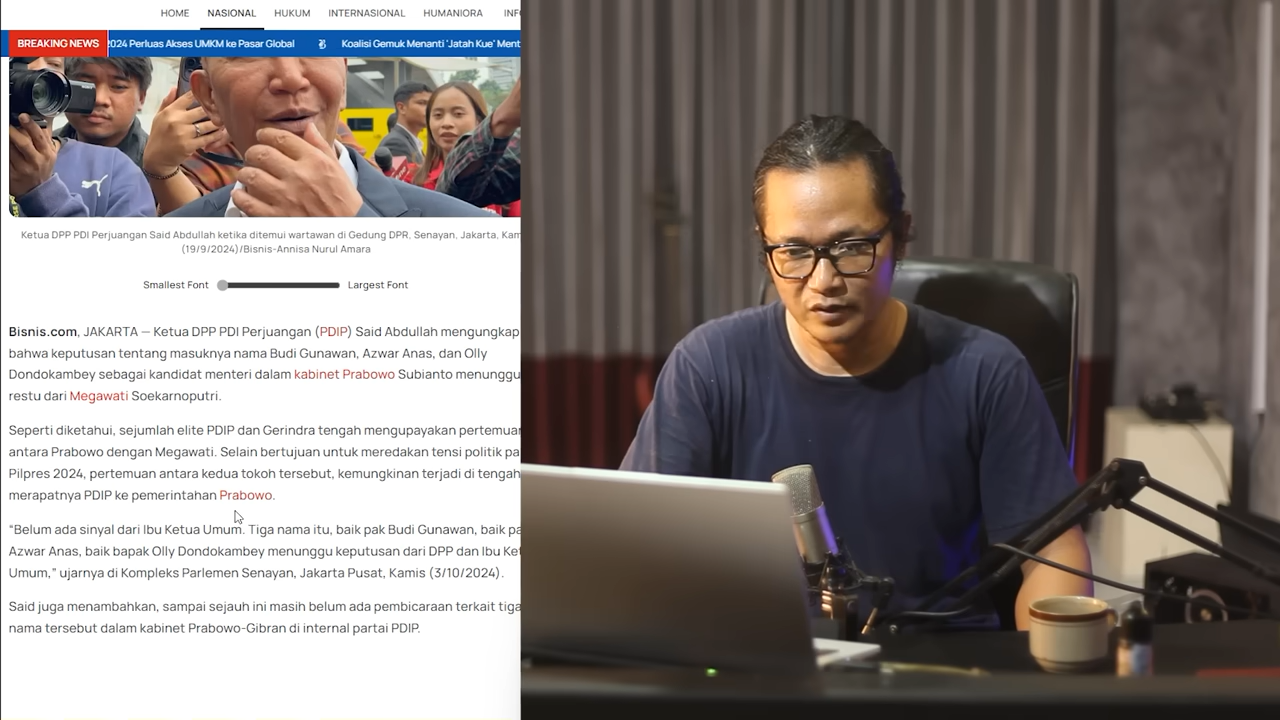 HOME NASIONAL HUKUM INTERNASIONAL HUMANIORA
BREAKING NEWS 2024 Perluas Akses UMKM ke Pasar Global Koalisi Gemuk Menanti 'Jatah Kue'
Ketua DPP PDI Perjuangan Said Abdullah ketika ditemui wartawan di Gedung DPR, Senayan, Jakarta,
(19/9/2024)/Bisnis-Annisa Nurul Amara
Smallest Font Largest Font
Bisnis.com, JAKARTA — Ketua DPP PDI Perjuangan (PDIP) Said Abdullah mengungkap
bahwa keputusan tentang masuknya nama Budi Gunawan, Azwar Anas, dan Olly
Dondokambey sebagai kandidat menteri dalam kabinet Prabowo Subianto menunggu
restu dari Megawati Soekarnoputri.
Seperti diketahui, sejumlah elite PDIP dan Gerindra tengah mengupayakan
antara Prabowo dengan Megawati. Selain bertujuan untuk meredakan tensi politik
Pilpres 2024, pertemuan antara kedua tokoh tersebut, kemungkinan terjadi di tengah
merapatnya PDIP ke pemerintahan Prabowo.
“Belum ada sinyal dari Ibu Ketua Umum. Tiga nama itu, baik pak Budi Gunawan, baik
Azwar Anas, baik bapak Olly Dondokambey menunggu keputusan dari DPP dan Ibu
Umum,” ujarnya di Kompleks Parlemen Senayan, Jakarta Pusat, Kamis (3/10/2024).
Said juga menambahkan, sampai sejauh ini masih belum ada pembicaraan terkait tiga
nama tersebut dalam kabinet Prabowo-Gibran di internal partai PDIP.